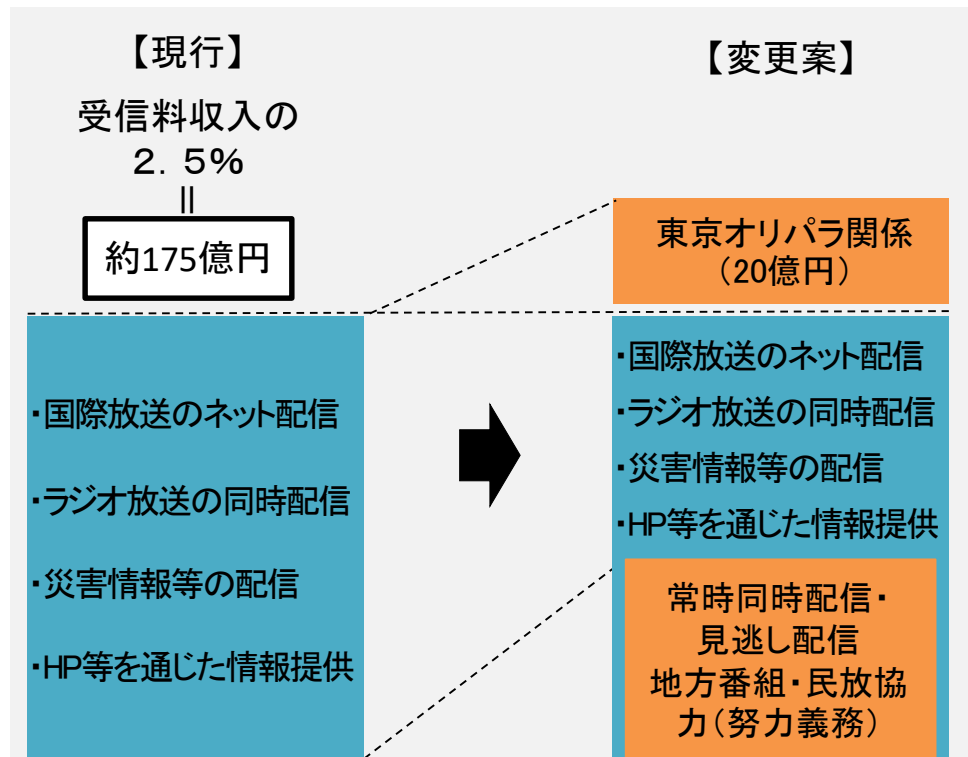 【現行】
受信料収入の
２．５％
＝
約175億円
・国際放送のネット配信
・ラジオ放送の同時配信
・災害情報等の配信
・HP等を通じた情報提供
【変更案】
東京オリパラ関係
（20億円）
・国際放送のネット配信
・ラジオ放送の同時配信
・災害情報等の配信
・HP等を通じた情報提供
常時同時配信・
見逃し配信
地方番組・民放協
力（努力義務）